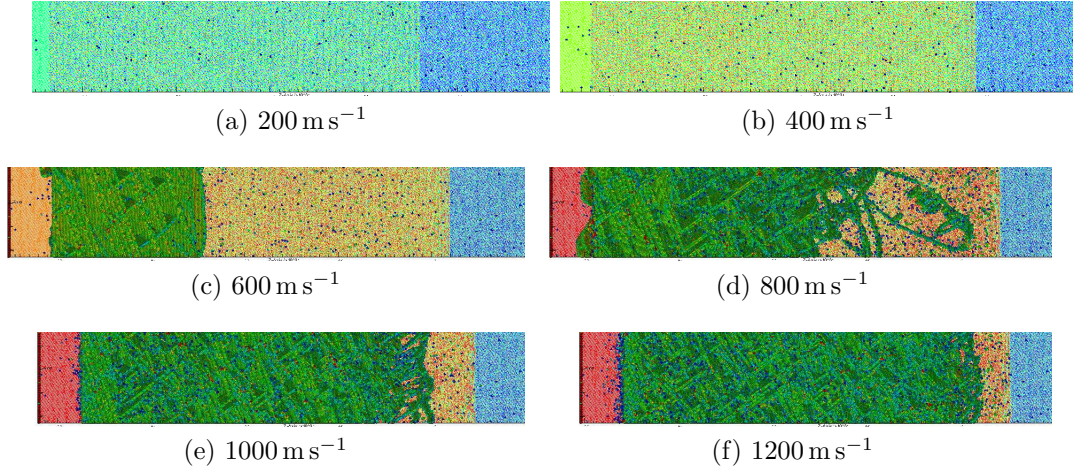 (a) 200 m s⁻¹
(b) 400 m s⁻¹
(c) 600 m s⁻¹
(d) 800 m s⁻¹
(e) 1000 m s⁻¹
(f) 1200 m s⁻¹